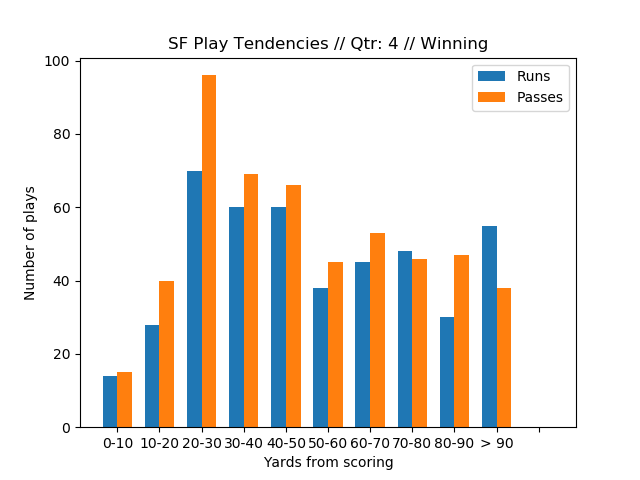 SF Play Tendencies // Qtr: 4 // Winning
Runs
Passes
100
80
60
40
20
0
Number of plays
0-10 10-20 20-30 30-40 40-50 50-60 60-70 70-80 80-90 > 90
Yards from scoring